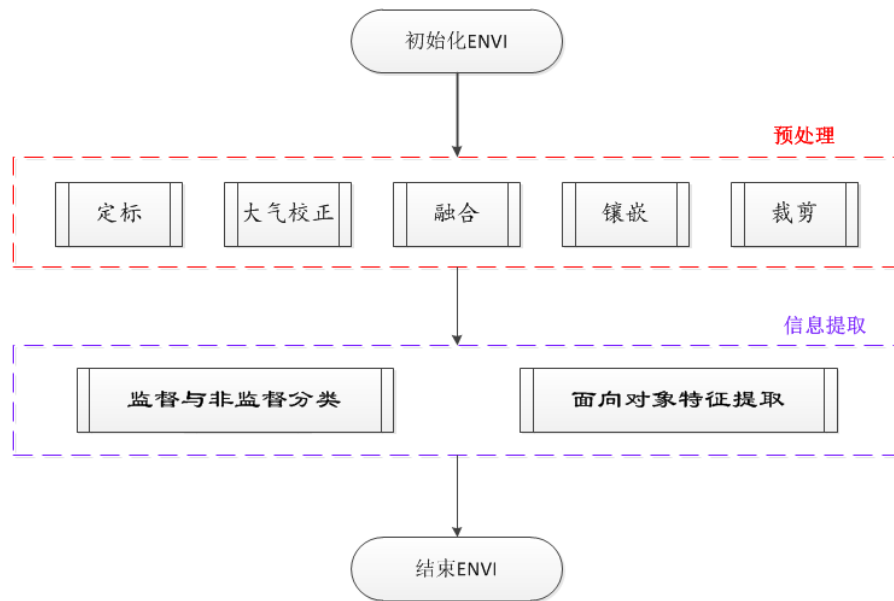 初始化ENVI
预处理
定标
大气校正
融合
镶嵌
裁剪
信息提取
监督与非监督分类
面向对象特征提取
结束ENVI